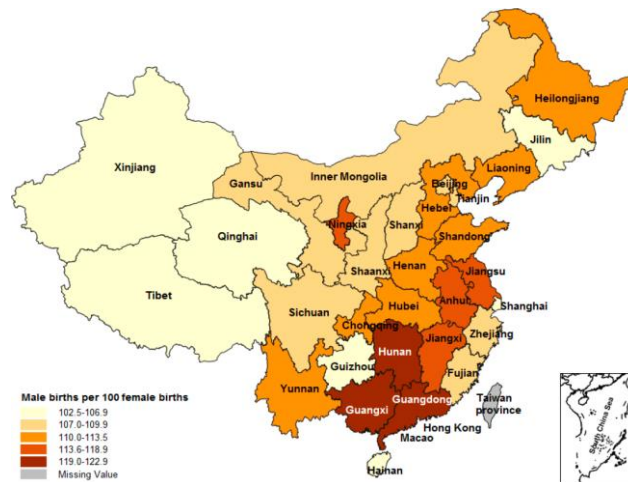 Heilongjiang
Jilin
Xinjiang
Inner Mongolia
Liaoning
Gansu
Beijing
Tianjin
Hebei
Ningxia
Shanxi
Qinghai
Shandong
Shaanxi
Henan
Jiangsu
Tibet
Anhui
Sichuan
Hubei
Shanghai
Chongqing
Zhejiang
Hunan
Jiangxi
Guizhou
Fujian
Yunnan
Guangdong
Taiwan
province
Guangxi
Hong Kong
Macao
Hainan
Male births per 100 female births
102.5-106.9
107.0-109.9
110.0-113.5
113.6-118.9
119.0-122.9
Missing Value
South China Sea